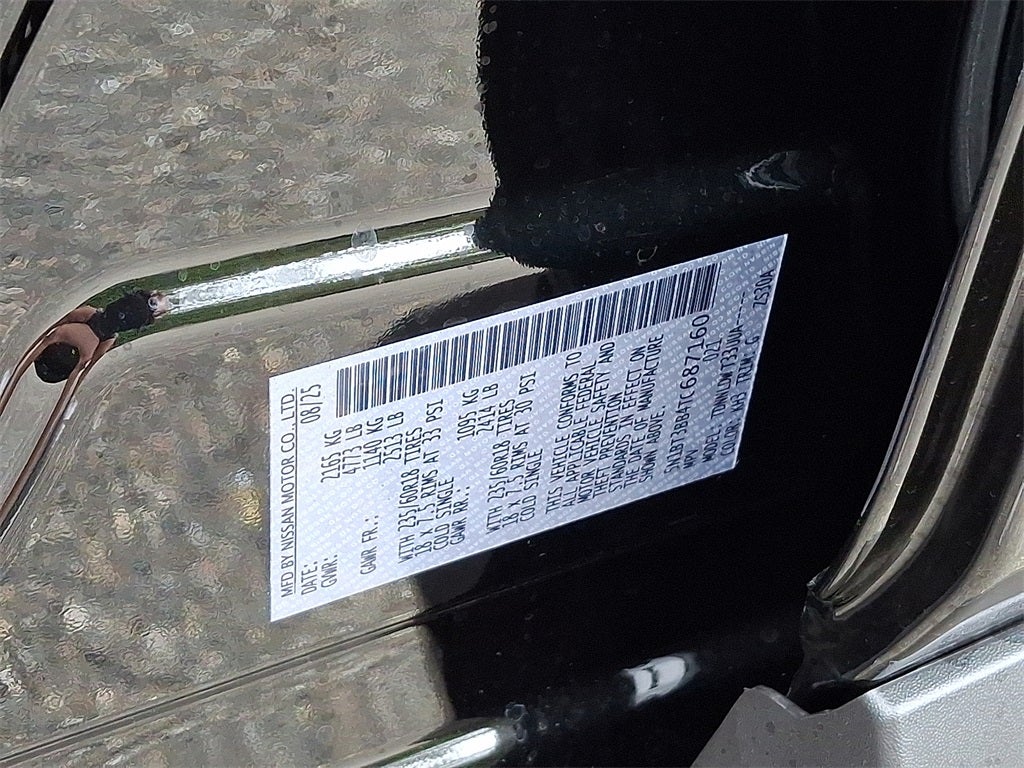 MFD BY NISSAN MOTOR CO., LTD.
DATE: 08/25
GVWR: 2165 KG
4773 LB
GAWR FR.: 1140 KG
2513 LB
WITH 235/60R18 TIRES
18 x 7.5 RIMS AT 33 PSI
COLD SINGLE
GAWR RR.: 1095 KG
2414 LB
WITH 235/60R18 TIRES
18 x 7.5 RIMS AT 30 PSI
COLD SINGLE
THIS VEHICLE CONFOMS TO
ALL APPLICABLE FEDERAL
MOTOR VEHICLE SAFETY AND
THEFT PREVENTION
STANDARDS IN EFFECT ON
THE DATE OF MANUFACTURE
SHOWN ABOVE.
5N1BT3BB4TC687160
MPV 02L
MODEL: TDNNLDW
COLOR: KH3 TRIM: G ZS30A